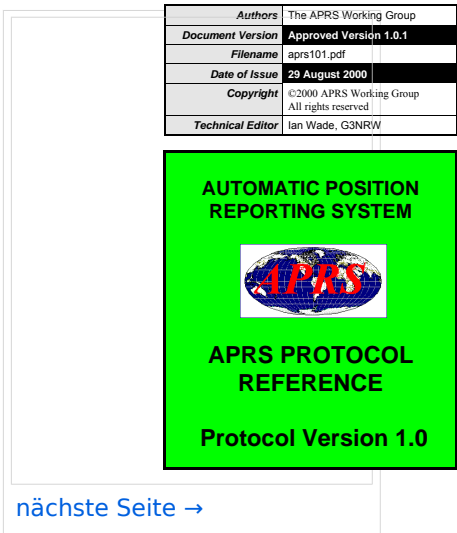 Authors The APRS Working Group
Document Version Approved Version 1.0.1
Filename aprs101.pdf
Date of Issue 29 August 2000
Copyright ©2000 APRS Working Group
All rights reserved
Technical Editor Ian Wade, G3NRW
AUTOMATIC POSITION
REPORTING SYSTEM
APRS
APRS PROTOCOL
REFERENCE
Protocol Version 1.0
nächste Seite →